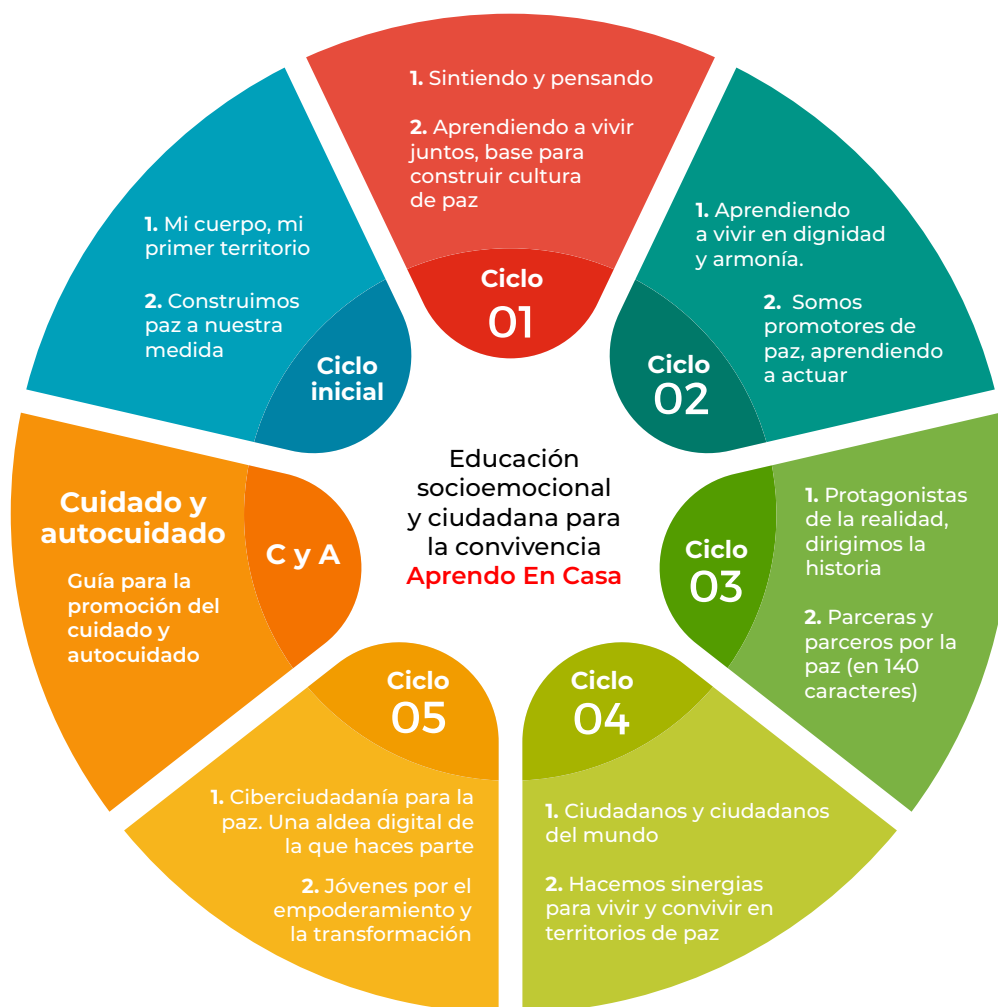 1. Sintiendo y pensando
2. Aprendiendo a vivir
juntos, base para
construir cultura
de paz
Ciclo
01
1. Aprendiendo
a vivir en dignidad
y armonía.
2. Somos
promotores de
paz, aprendiendo
a actuar
Ciclo
02
1. Protagonistas
de la realidad,
dirigimos la
historia
2. Parceras y
parceros por la
paz (en 140
caracteres)
Ciclo
03
Ciclo
04
1. Ciudadanos y ciudadanos
del mundo
2. Hacemos sinergias
para vivir y convivir en
territorios de paz
Ciclo
05
1. Ciberciudadanía para la
paz. Una aldea digital de
la que haces parte
2. Jóvenes por el
empoderamiento y
la transformación
Cuidado y
autocuidado
Guía para la
promoción del
cuidado y
autocuidado
C y A
1. Mi cuerpo, mi
primer territorio
2. Construimos
paz a nuestra
medida
Ciclo
inicial
Educación
socioemocional
y ciudadana para
la convivencia
Aprendo En Casa